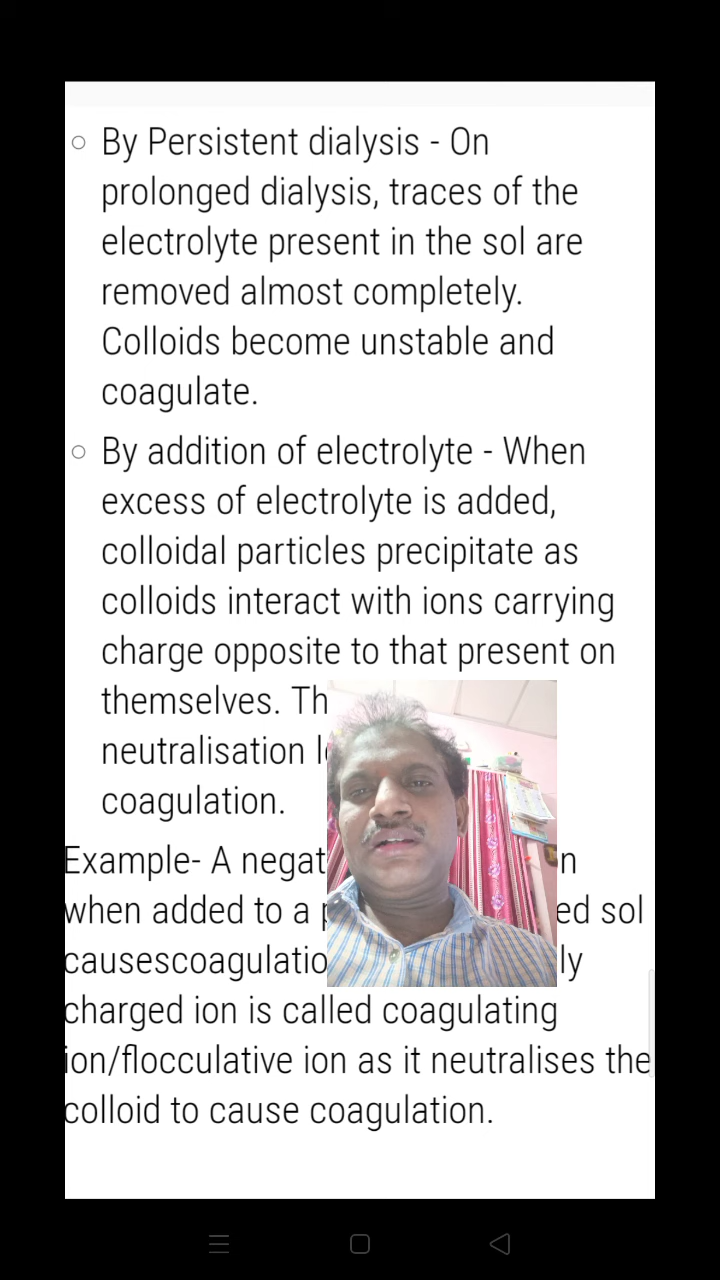 By Persistent dialysis - On
prolonged dialysis, traces of the
electrolyte present in the sol are
removed almost completely.
Colloids become unstable and
coagulate.
By addition of electrolyte - When
excess of electrolyte is added,
colloidal particles precipitate as
colloids interact with ions carrying
charge opposite to that present on
themselves. Th
neutralisation
coagulation.
Example- A negat n
when added to a ed sol
causescoagulatio ly
charged ion is called coagulating
ion/flocculative ion as it neutralises the
colloid to cause coagulation.